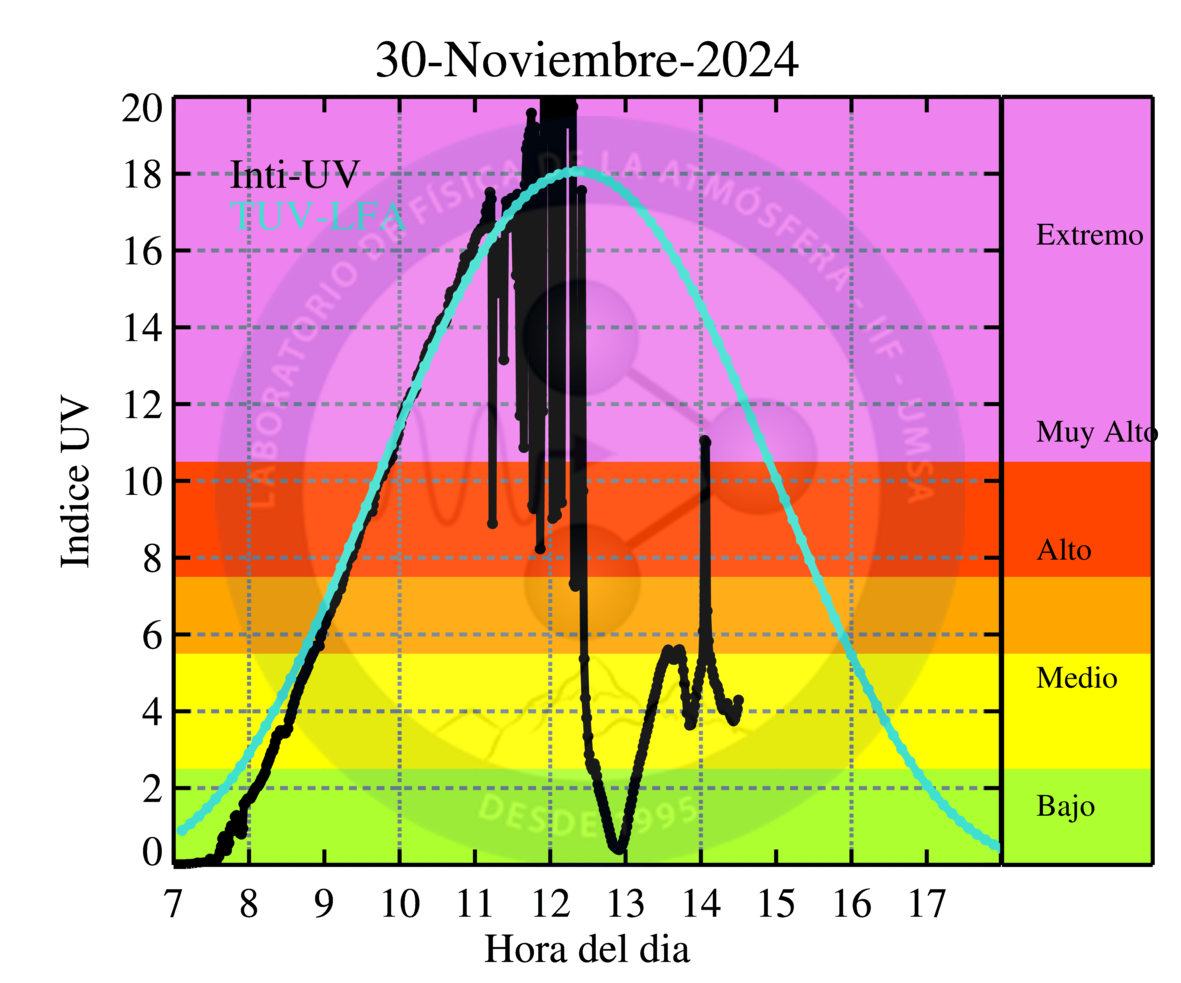 30-Noviembre-2024
Indice UV
20
18
16
14
12
10
8
6
4
2
0
Inti-UV
TUV-LFA
Extremo
Muy Alto
Alto
Medio
Bajo
LABORATORIO DE FÍSICA DE LA ATMÓSFERA - IIF - UMSA
DESDE 1995
7 8 9 10 11 12 13 14 15 16 17
Hora del dia